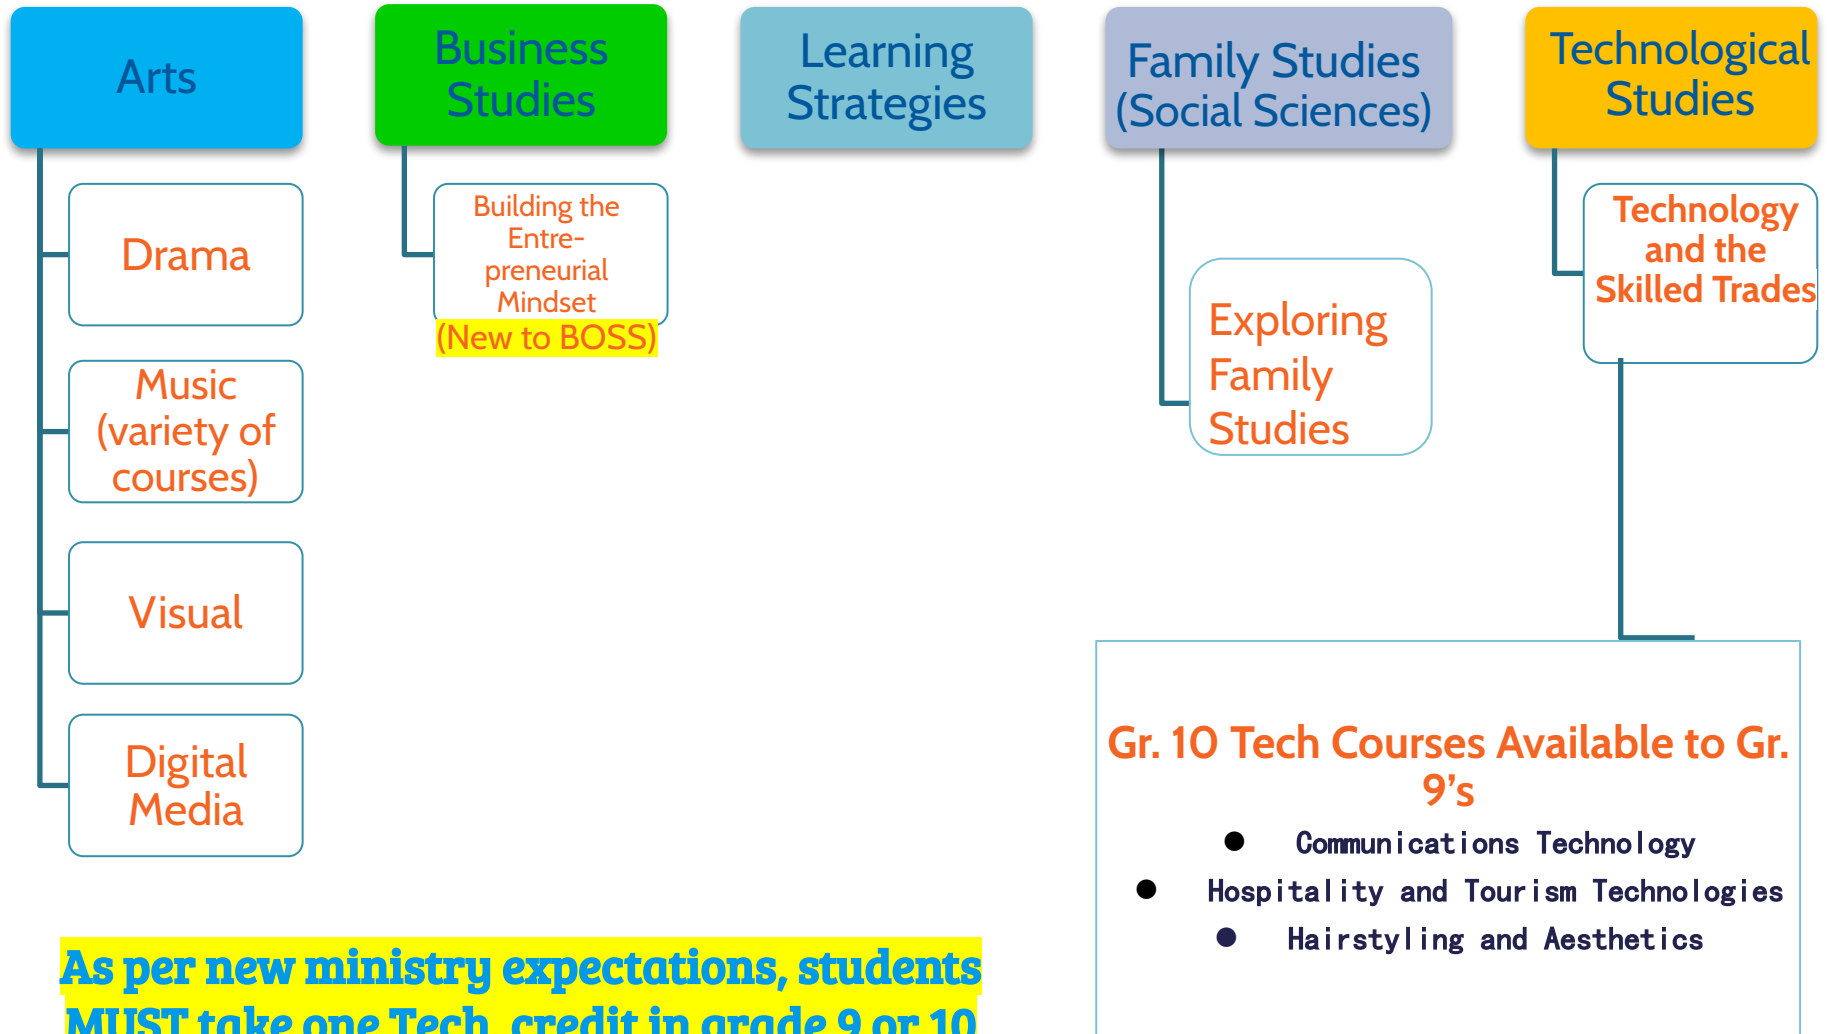 Arts
Business
Studies
Learning
Strategies
Family Studies
(Social Sciences)
Technological
Studies
Drama
Music
(variety of
courses)
Visual
Digital
Media
Building the
Entre-
preneurial
Mindset
(New to BOSS)
Exploring
Family
Studies
Technology
and the
Skilled Trades
Gr. 10 Tech Courses Available to Gr.
9’s
● Communications Technology
● Hospitality and Tourism Technologies
● Hairstyling and Aesthetics
As per new ministry expectations, students
MUST take one Tech. credit in grade 9 or 10